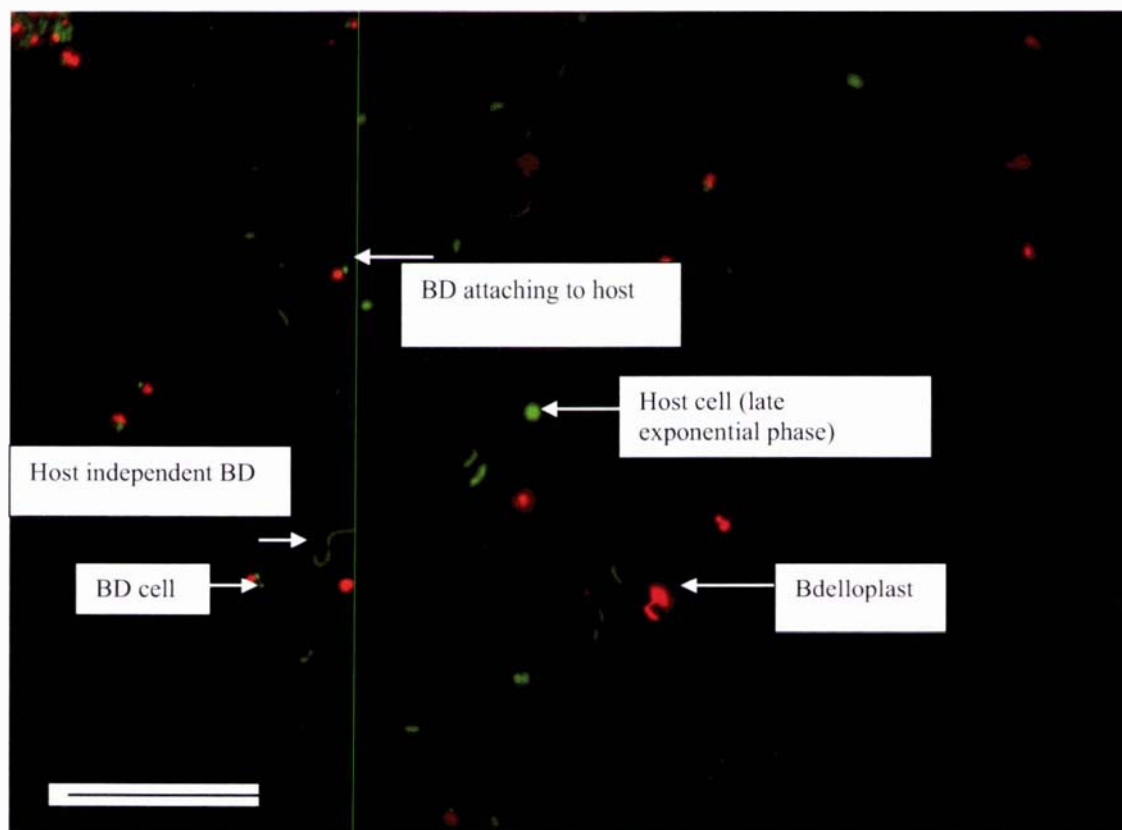 BD attaching to host
Host cell (late
exponential phase)
Host independent BD
BD cell
Bdelloplast